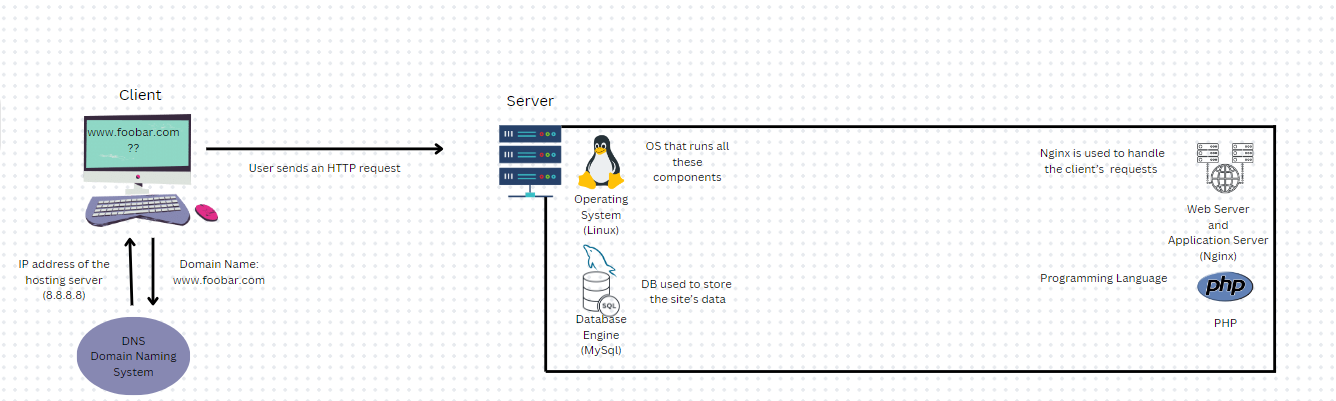 Client
www.foobar.com
??
User sends an HTTP request
IP address of the
hosting server
(8.8.8.8)
Domain Name:
www.foobar.com
DNS
Domain Naming
System
Server
OS that runs all
these
components
Operating
System
(Linux)
SQL
DB used to store
the site's data
Database
Engine
(MySql)
Nginx is used to handle
the client's requests
Web Server
and
Application Server
(Nginx)
Programming Language
php
PHP